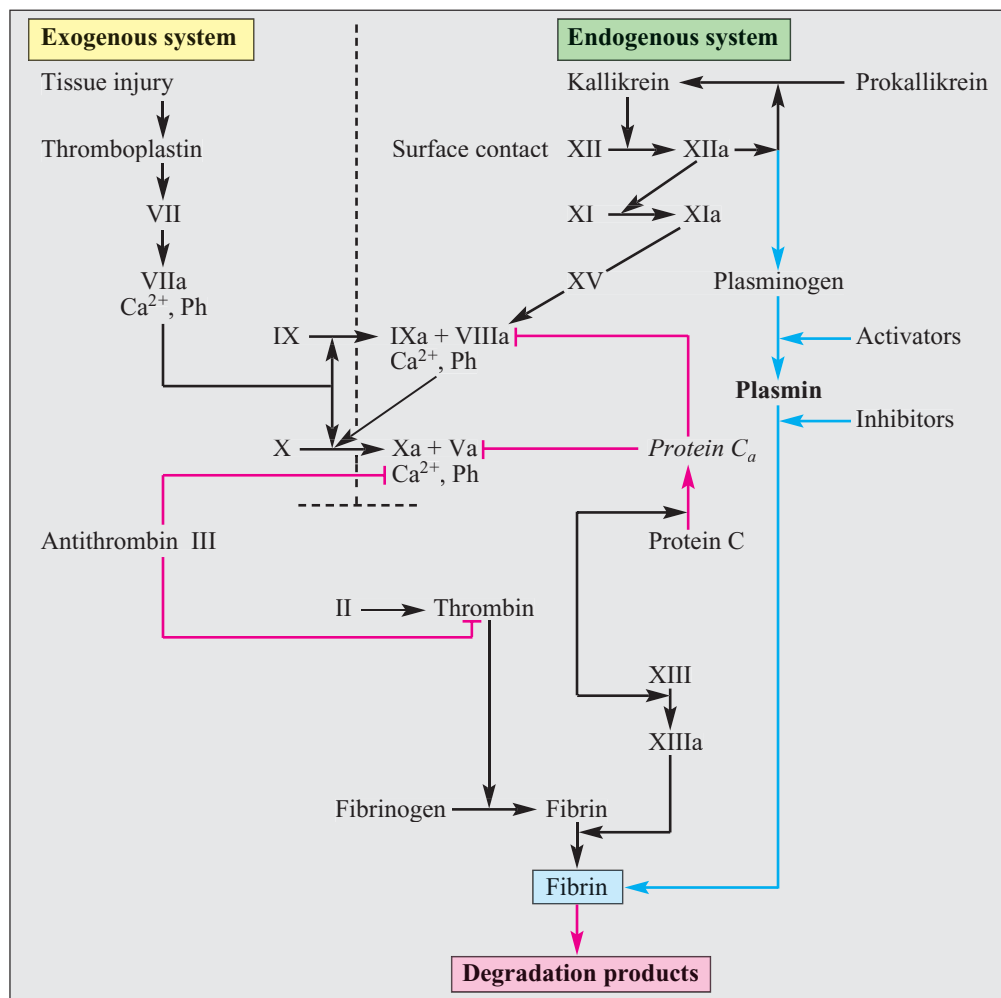 Exogenous system
Endogenous system
Tissue injury
Kallikrein
Prokallikrein
Thromboplastin
Surface contact
XII
XIIa
VII
XI
XIa
VIIa
Ca²⁺, Ph
XV
Plasminogen
IX
IXa + VIIIa
Ca²⁺, Ph
Activators
Plasmin
Inhibitors
X
Xa + Va
Ca²⁺, Ph
Protein Cₐ
Antithrombin III
Protein C
II
Thrombin
XIII
XIIIa
Fibrinogen
Fibrin
Fibrin
Degradation products